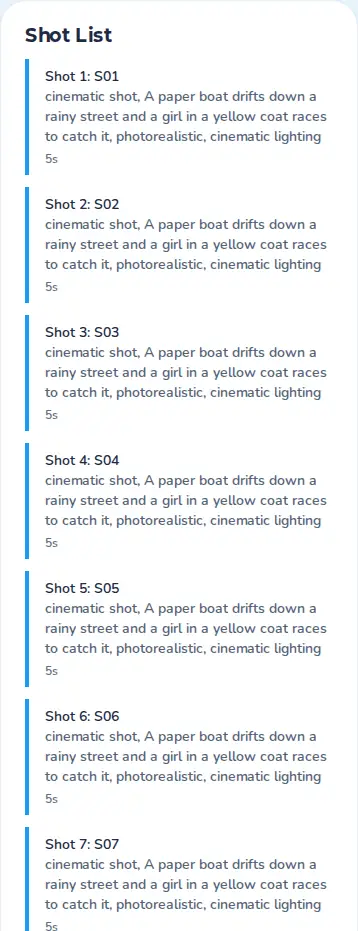 Shot List
Shot 1: S01
cinematic shot, A paper boat drifts down a
rainy street and a girl in a yellow coat races
to catch it, photorealistic, cinematic lighting
5s
Shot 2: S02
cinematic shot, A paper boat drifts down a
rainy street and a girl in a yellow coat races
to catch it, photorealistic, cinematic lighting
5s
Shot 3: S03
cinematic shot, A paper boat drifts down a
rainy street and a girl in a yellow coat races
to catch it, photorealistic, cinematic lighting
5s
Shot 4: S04
cinematic shot, A paper boat drifts down a
rainy street and a girl in a yellow coat races
to catch it, photorealistic, cinematic lighting
5s
Shot 5: S05
cinematic shot, A paper boat drifts down a
rainy street and a girl in a yellow coat races
to catch it, photorealistic, cinematic lighting
5s
Shot 6: S06
cinematic shot, A paper boat drifts down a
rainy street and a girl in a yellow coat races
to catch it, photorealistic, cinematic lighting
5s
Shot 7: S07
cinematic shot, A paper boat drifts down a
rainy street and a girl in a yellow coat races
to catch it, photorealistic, cinematic lighting
5s